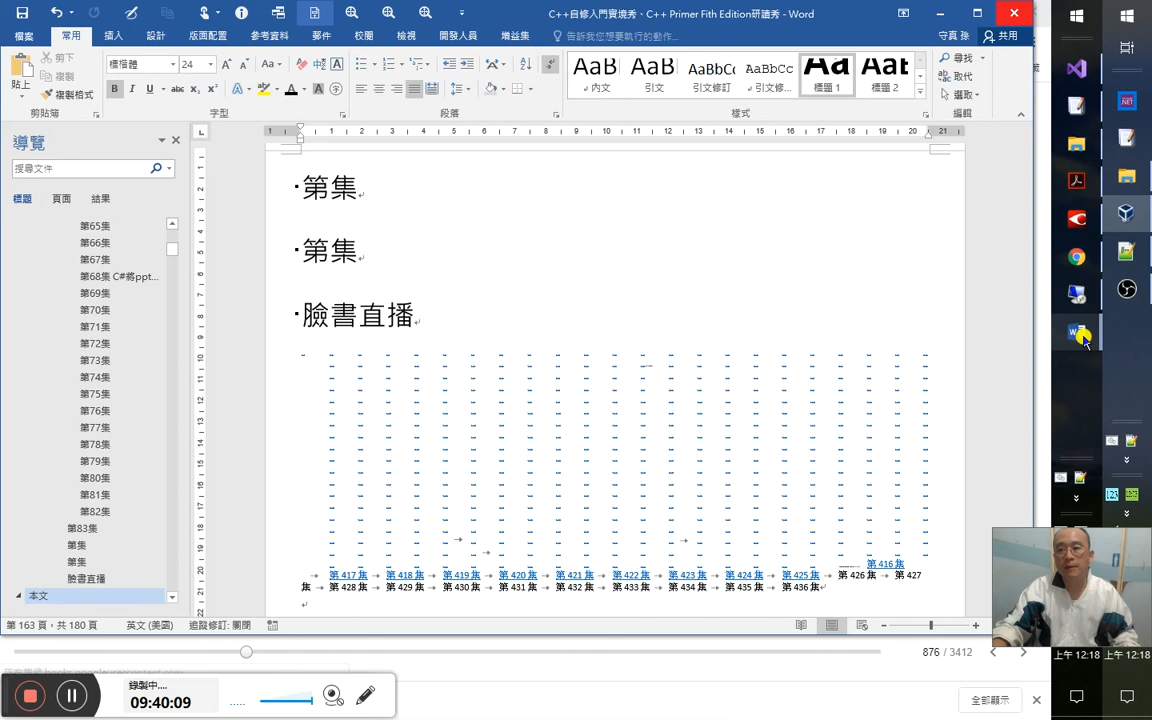 C++自修入門實境秀、C++ Primer Fith Edition研讀秀 - Word
檔案 常用 插入 設計 版面配置 參考資料 郵件 校閱 檢視 開發人員 增益集 告訴我您想要執行的動作... 守真 孫 共用
貼上 剪下 複製 複製格式
標楷體 24
剪貼簿 字型 段落 樣式 編輯
AaB AaB AaBbC AaBbCc AaB AaB
內文 引文 引文修訂 引文修... 標題 1 標題 2
尋找 取代 選取
導覽
搜尋文件
標題 頁面 結果
第65集
第66集
第67集
第68集 C#將ppt...
第69集
第70集
第71集
第72集
第73集
第74集
第75集
第76集
第77集
第78集
第79集
第80集
第81集
第82集
第83集
第集
第集
臉書直播
本文
第集
第集
臉書直播
第 416 集
第 417 集 第 418 集 第 419 集 第 420 集 第 421 集 第 422 集 第 423 集 第 424 集 第 425 集 第 426 集 第 427
集 第 428 集 第 429 集 第 430 集 第 431 集 第 432 集 第 433 集 第 434 集 第 435 集 第 436 集
第 163 頁，共 180 頁 英文 (美國) 追蹤修訂: 關閉
876 / 3412
錄製中....
09:40:09
全部顯示
上午 12:18 上午 12:18